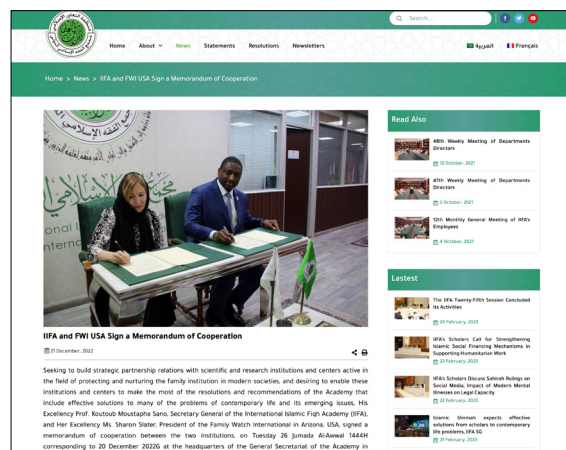 Search...
Home About News Statements Resolutions Newsletters العربية Français
Home > News > IIFA and FWI USA Sign a Memorandum of Cooperation
IIFA and FWI USA Sign a Memorandum of Cooperation
21 December، 2022
Seeking to build strategic partnership relations with scientific and research institutions and centers active in
the field of protecting and nurturing the family institution in modern societies, and desiring to enable these
institutions and centers to make the most of the resolutions and recommendations of the Academy that
include effective solutions to many of the problems of contemporary life and its emerging issues, His
Excellency Prof. Koutoub Moustapha Sano, Secretary General of the International Islamic Fiqh Academy (IIFA),
and Her Excellency Ms. Sharon Slater, President of the Family Watch International in Arizona, USA, signed a
memorandum of cooperation between the two institutions, on Tuesday 26 Jumada Al-Awwal 1444H
corresponding to 20 December 2022G at the headquarters of the General Secretariat of the Academy in
Read Also
48th Weekly Meeting of Departments
Directors
12 October، 2021
47th Weekly Meeting of Departments
Directors
5 October، 2021
12th Monthly General Meeting of IIFA's
Employees
4 October، 2021
Lastest
The IIFA Twenty-Fifth Session Concluded
its Activities
24 February، 2023
IIFA's Scholars Call for Strengthening
Islamic Social Financing Mechanisms in
Supporting Humanitarian Work
23 February، 2023
IIFA's Scholars Discuss Sahirah Rulings on
Social Media, Impact of Modern Mental
Illnesses on Legal Capacity
22 February، 2023
Islamic Ummah expects effective
solutions from scholars to contemporary
life problems, IIFA SG
21 February، 2023